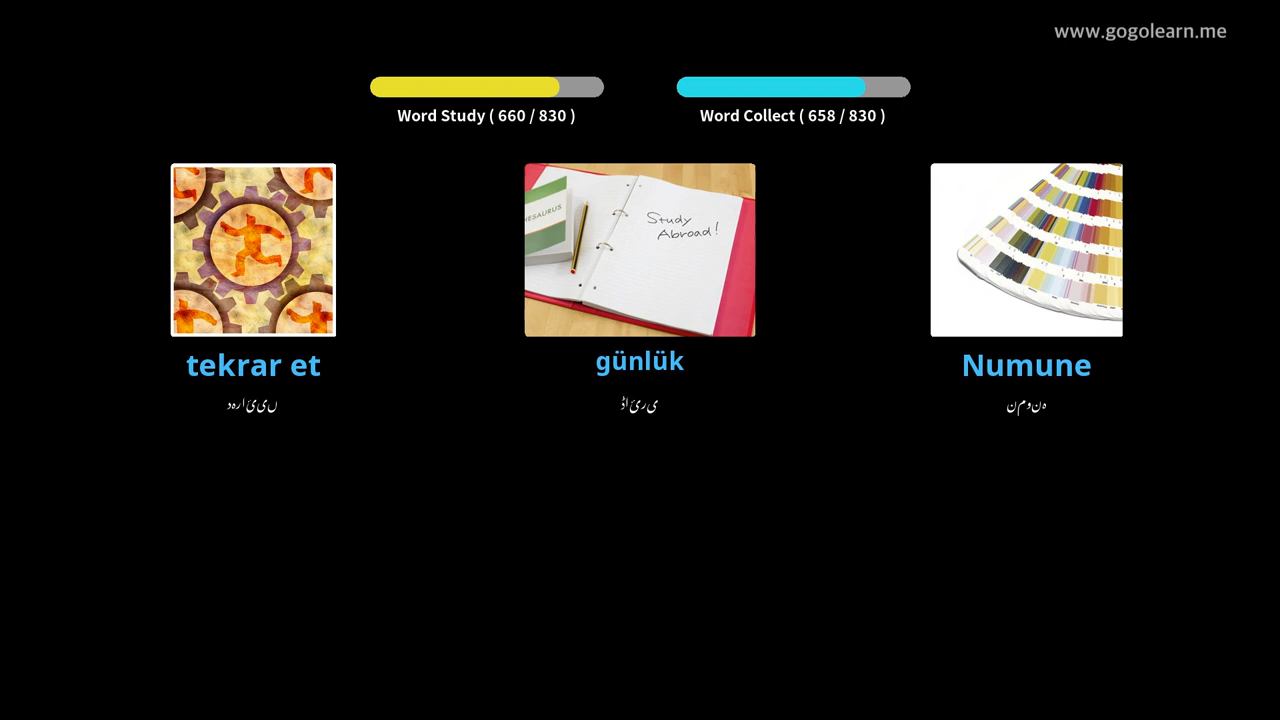 www.gogolearn.me
Word Study ( 660 / 830 )
Word Collect ( 658 / 830 )
HESAURUS
Study
Abroad!
tekrar et
günlük
Numune
دہرائیں
ڈائری
نمونہ